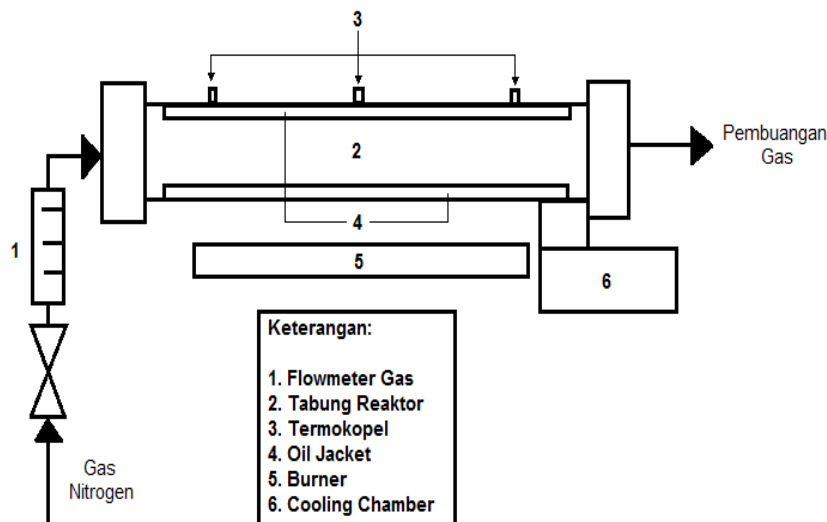 3
2
Pembuangan
Gas
4
1
5
6
Keterangan:
1. Flowmeter Gas
2. Tabung Reaktor
3. Termokopel
4. Oil Jacket
5. Burner
6. Cooling Chamber
Gas
Nitrogen